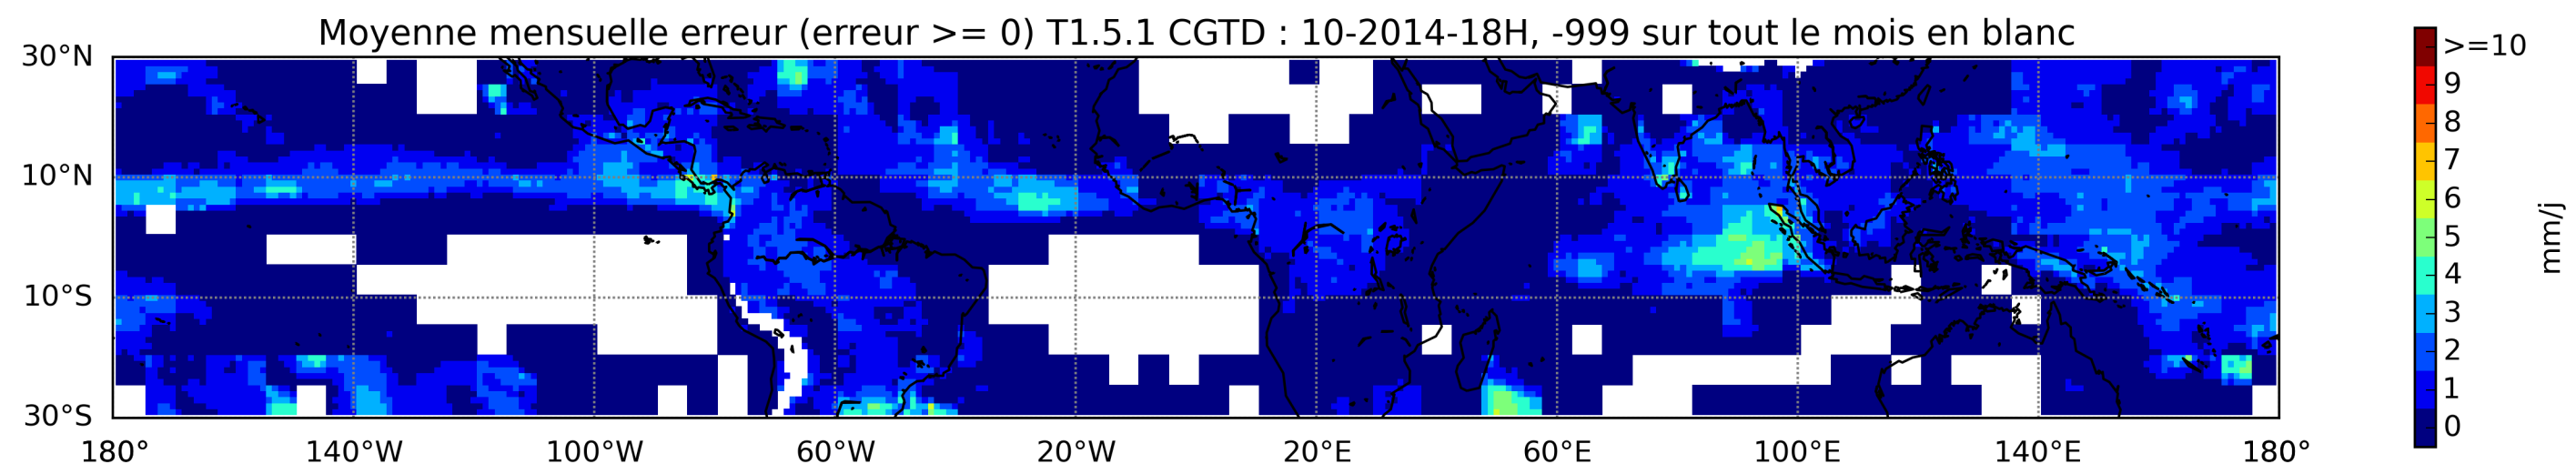 Moyenne mensuelle erreur (erreur >= 0) T1.5.1 CGTD : 10-2014-18H, -999 sur tout le mois en blanc
30°N
10°N
10°S
30°S
180° 140°W 100°W 60°W 20°W 20°E 60°E 100°E 140°E 180°
>=10
9
8
7
6
5
4
3
2
1
0
mm/j